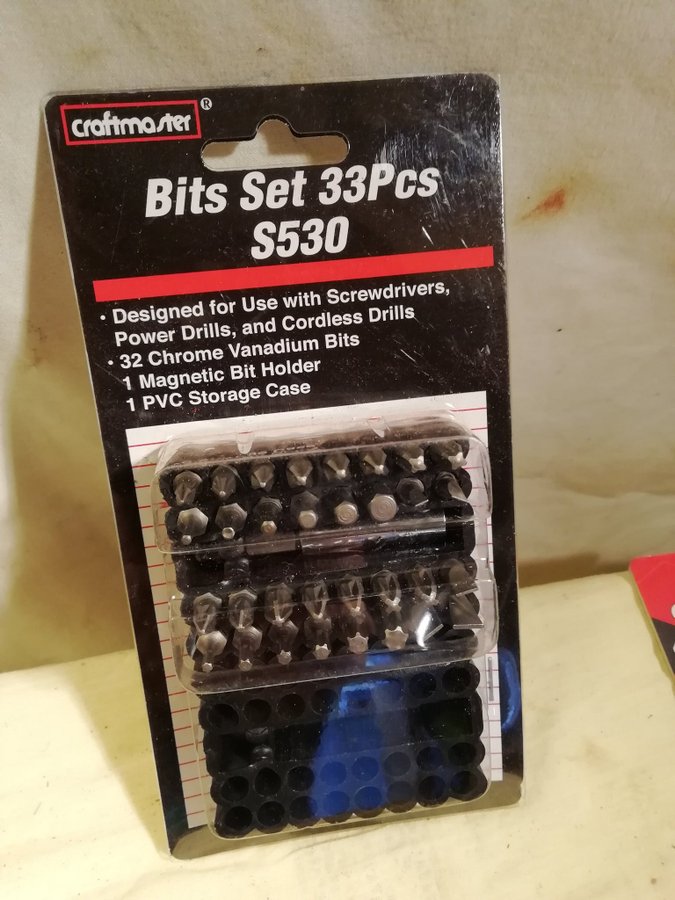 craftmaster®
Bits Set 33Pcs
S530
• Designed for Use with Screwdrivers,
Power Drills, and Cordless Drills
• 32 Chrome Vanadium Bits
1 Magnetic Bit Holder
1 PVC Storage Case